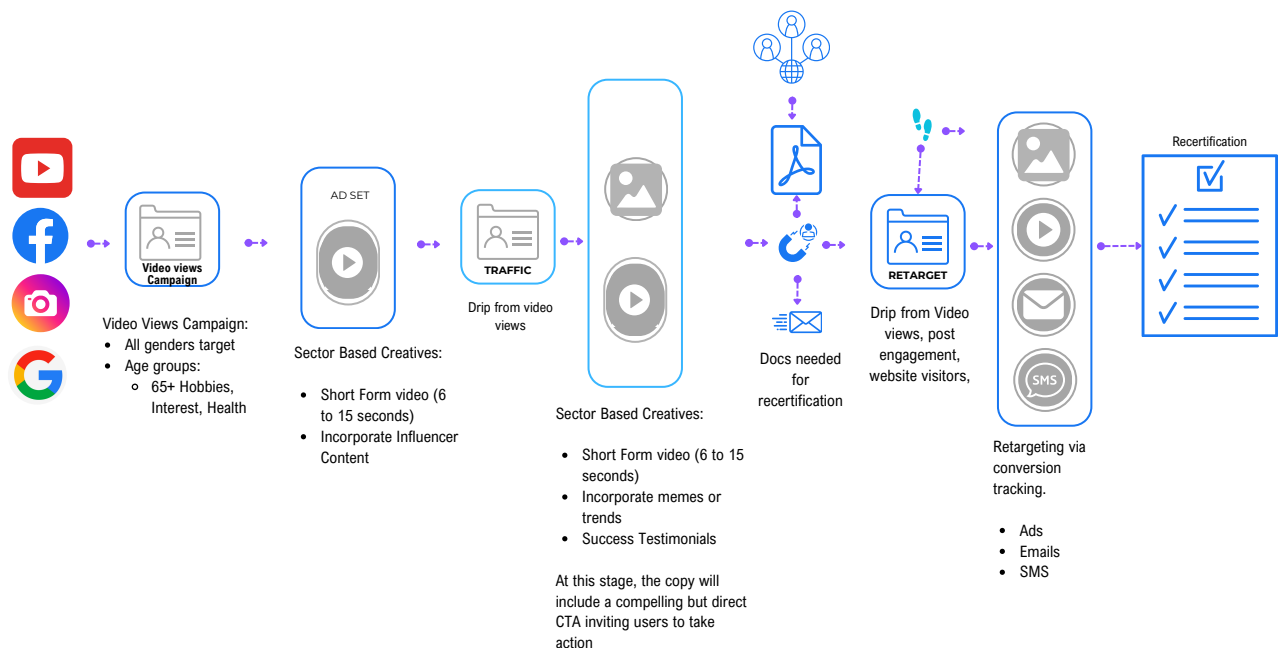 Video views
Campaign
Video Views Campaign:
All genders target
Age groups:
65+ Hobbies,
Interest, Health
AD SET
Sector Based Creatives:
Short Form video (6
to 15 seconds)
Incorporate Influencer
Content
TRAFFIC
Drip from video
views
Sector Based Creatives:
Short Form video (6 to 15
seconds)
Incorporate memes or
trends
Success Testimonials
At this stage, the copy will
include a compelling but direct
CTA inviting users to take
action
Docs needed
for
recertification
RETARGET
Drip from Video
views, post
engagement,
website visitors,
SMS
Retargeting via
conversion
tracking.
Ads
Emails
SMS
Recertification